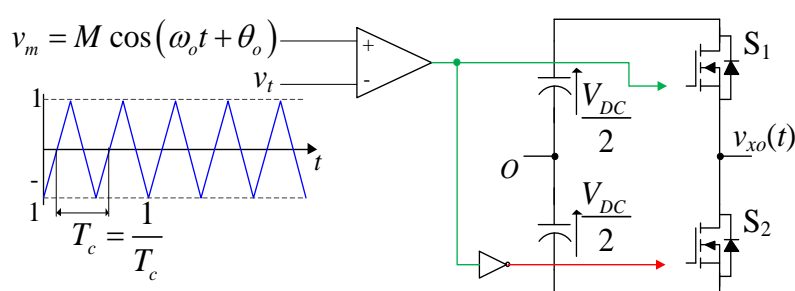 v_m = M cos(ω_o t + θ_o)
+
-
v_t
1
-
1
t
T_c = 1/T_c
V_DC/2
O
V_DC/2
S_1
v_xo(t)
S_2